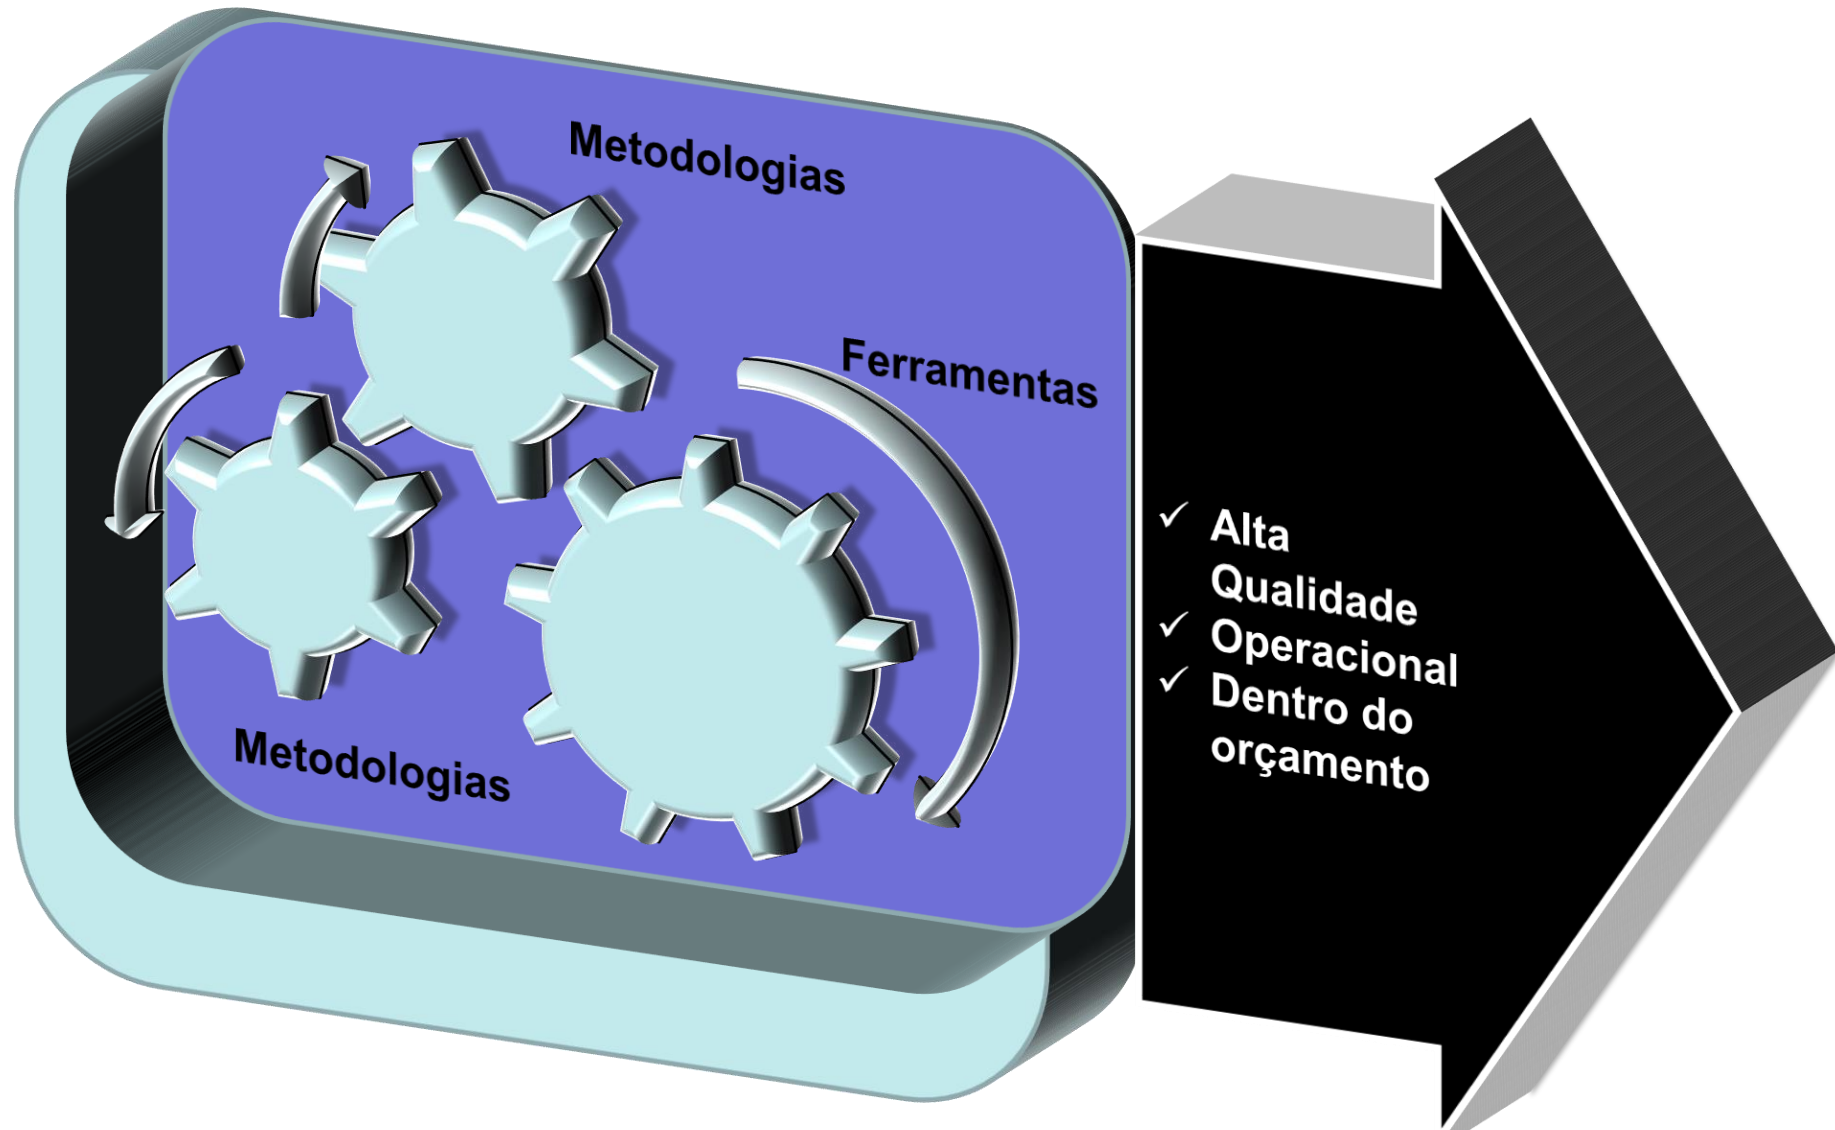 Metodologias
Ferramentas
Metodologias
✓ Alta
Qualidade
✓ Operacional
✓ Dentro do
orçamento